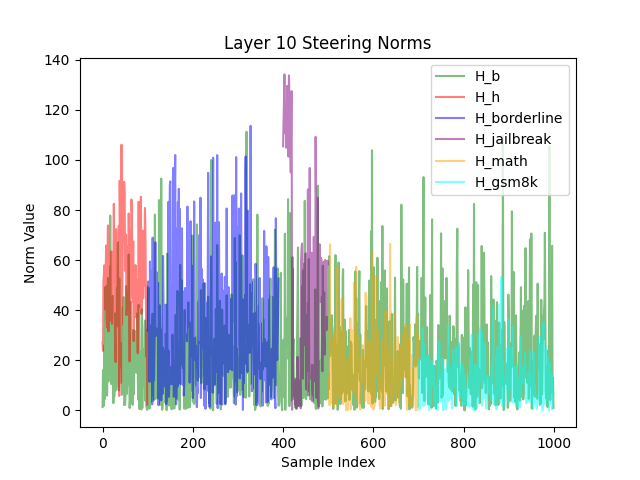 Layer 10 Steering Norms
H_b
H_h
H_borderline
H_jailbreak
H_math
H_gsm8k
Norm Value
140
120
100
80
60
40
20
0
0 200 400 600 800 1000
Sample Index